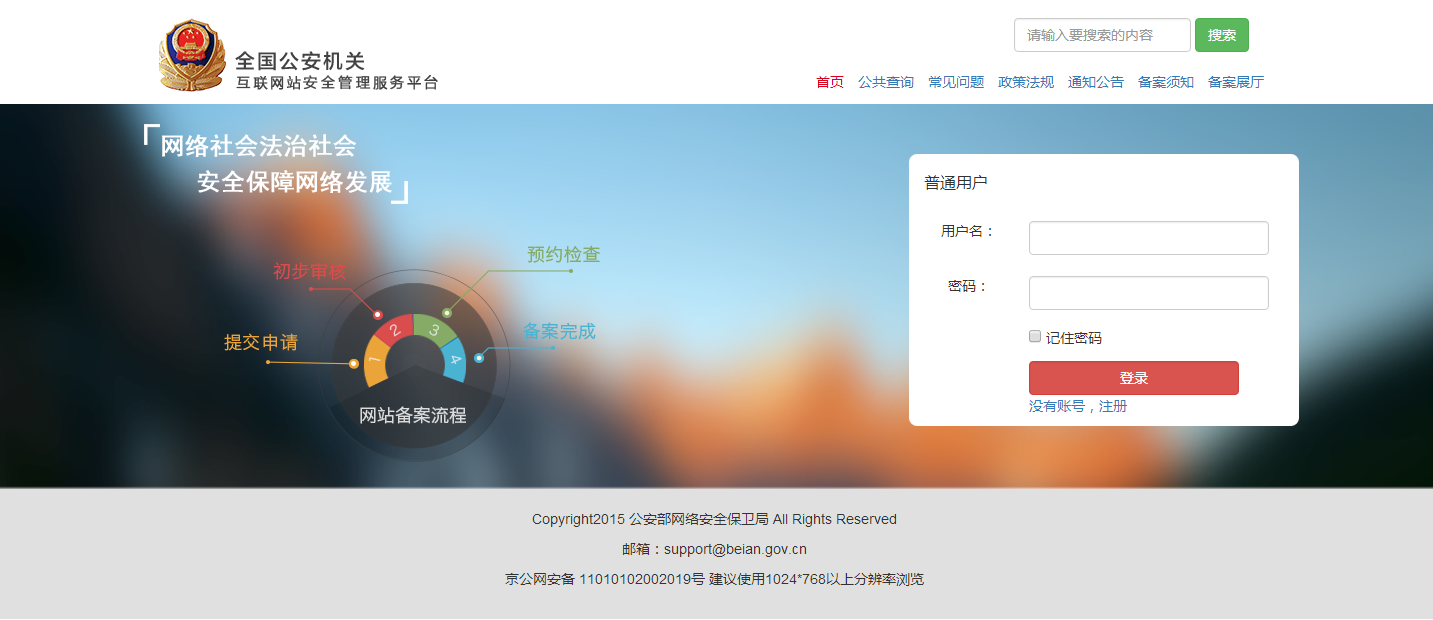 全国公安机关
互联网站安全管理服务平台
请输入要搜索的内容 搜索
首页 公共查询 常见问题 政策法规 通知公告 备案须知 备案展厅
「网络社会法治社会
安全保障网络发展」
普通用户
用户名：
密码：
记住密码
登录
没有账号，注册
预约检查
初步审核
备案完成
提交申请
1 2 3 4
网站备案流程
Copyright2015 公安部网络安全保卫局 All Rights Reserved
邮箱：support@beian.gov.cn
京公网安备 11010102002019号 建议使用1024*768以上分辨率浏览